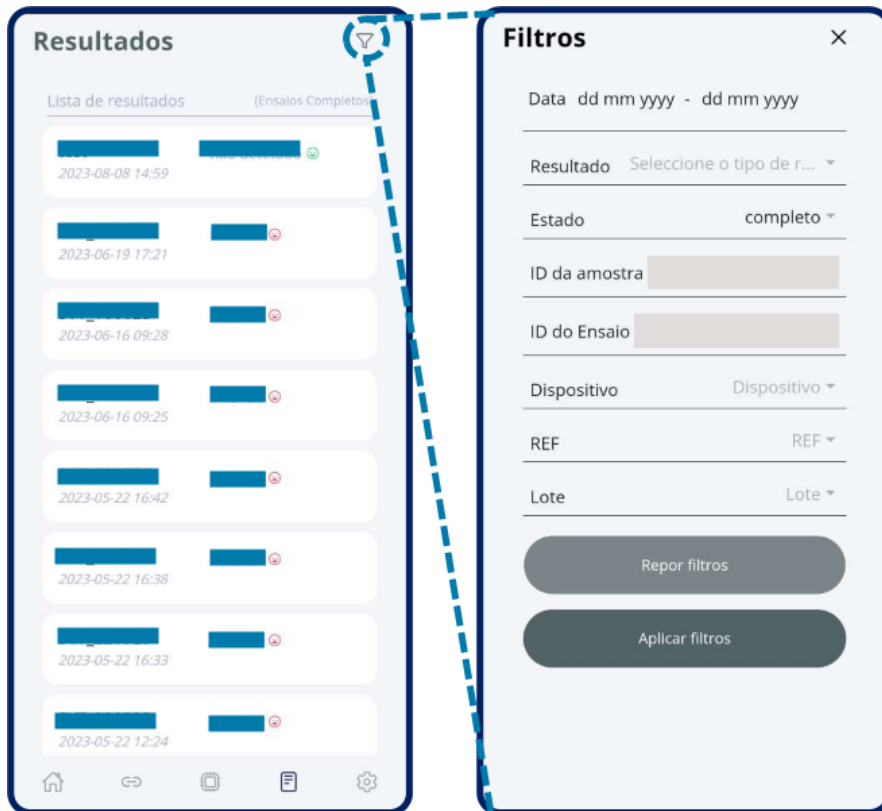 Resultados
Lista de resultados (Ensaios Completos)
2023-08-08 14:59
2023-06-19 17:21
2023-06-16 09:28
2023-06-16 09:25
2023-05-22 16:42
2023-05-22 16:38
2023-05-22 16:33
2023-05-22 12:24
Filtros
Data dd mm yyyy - dd mm yyyy
Resultado Seleccione o tipo de r...
Estado completo
ID da amostra
ID do Ensaio
Dispositivo Dispositivo
REF REF
Lote Lote
Repor filtros
Aplicar filtros